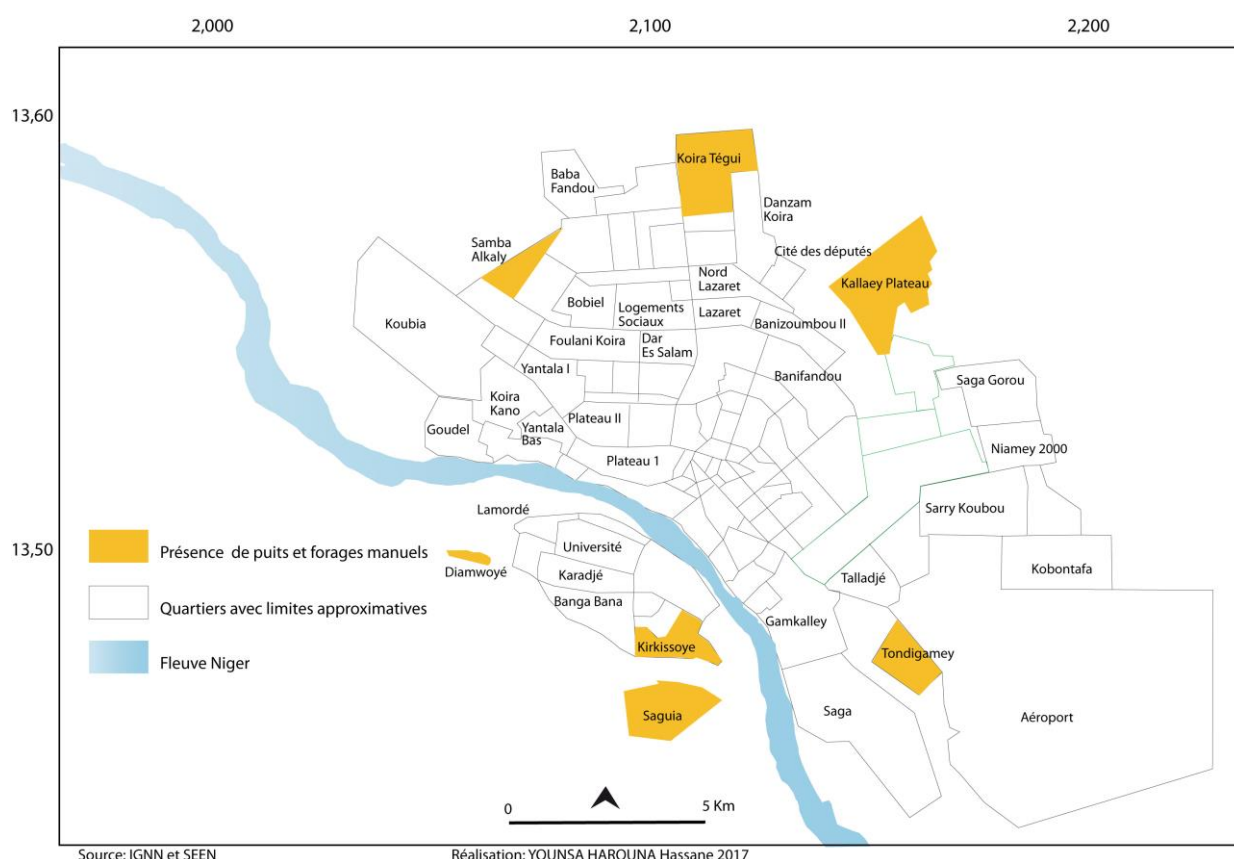 2,000
2,100
2,200
13,60
Koira Tégui
Baba
Fandou
Danzam
Koira
Samba
Alkaly
Cité des députés
Nord
Lazaret
Kallaey Plateau
Bobiel
Logements
Sociaux
Lazaret
Koubia
Banizoumbou II
Foulani Koira
Dar
Es Salam
Yantala I
Banifandou
Saga Gorou
Koira
Kano
Plateau II
Goudel
Yantala
Bas
Niamey 2000
Plateau 1
Lamordé
Sarry Koubou
13,50
Université
Présence de puits et forages manuels
Diamwoyé
Karadjé
Talladjé
Kobontafa
Banga Bana
Quartiers avec limites approximatives
Gamkalley
Kirkissoye
Tondigamey
Fleuve Niger
Saguia
Saga
Aéroport
0
5 Km
Source: IGNN et SEEN
Réalisation: YOUNSA HAROUNA Hassane 2017